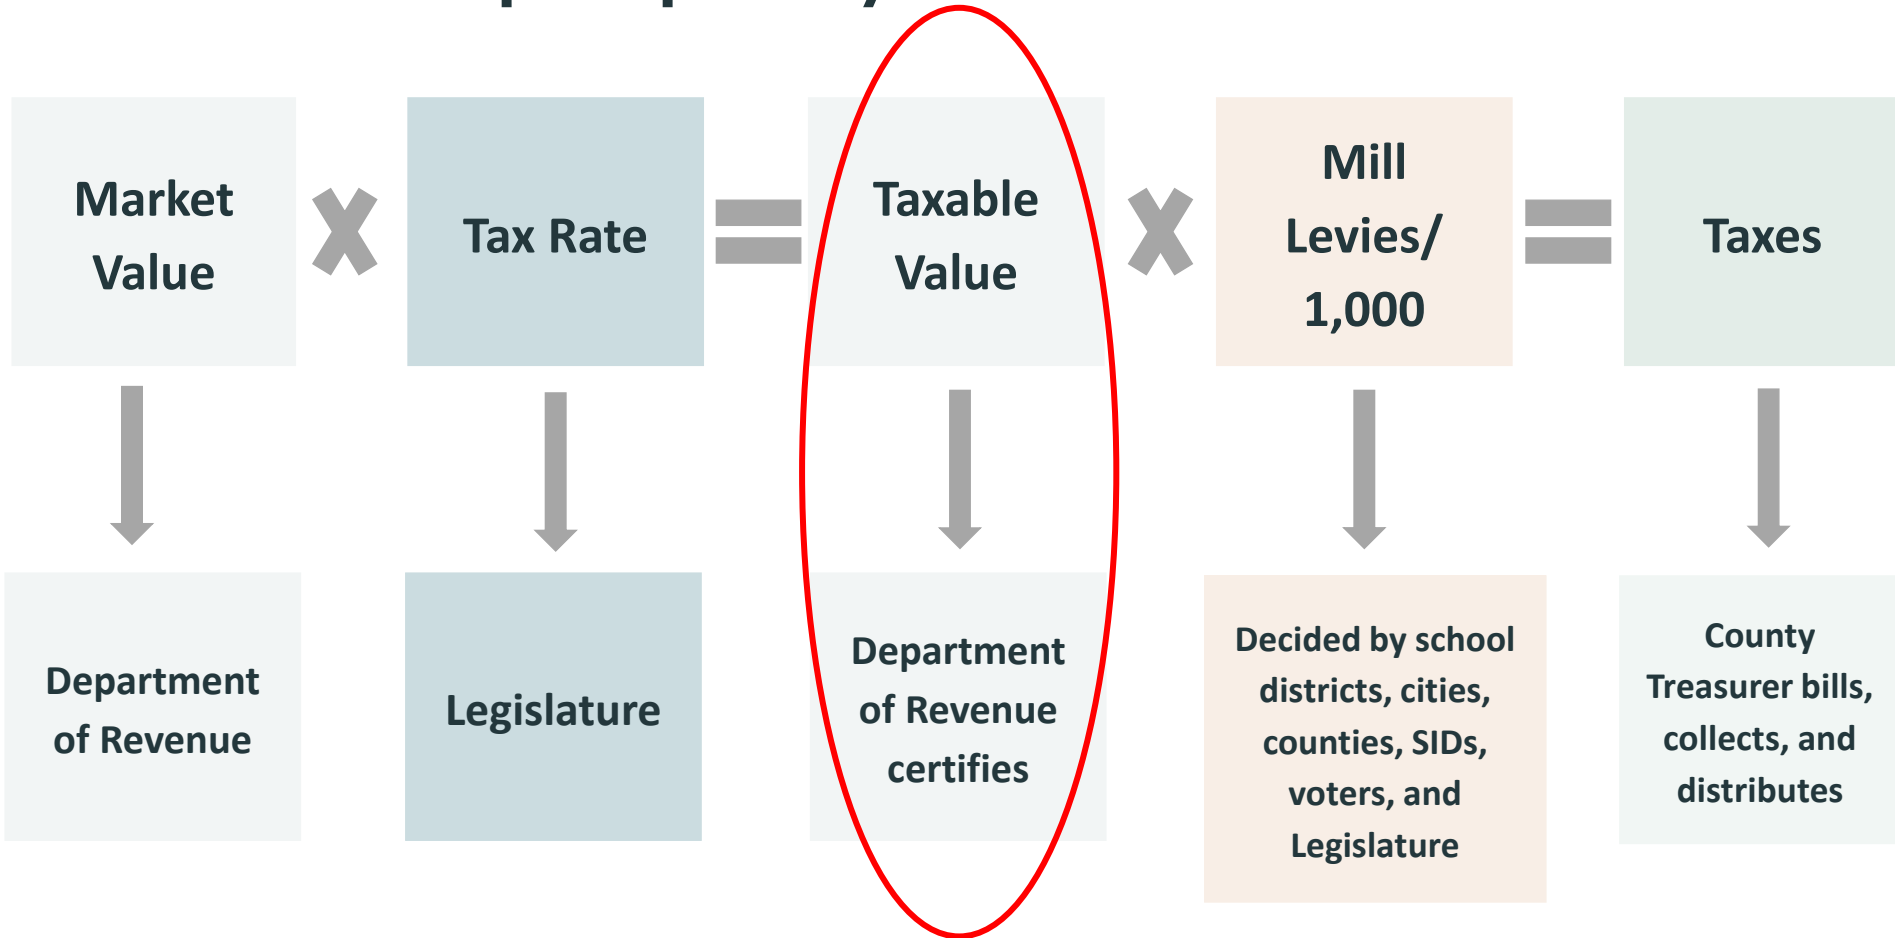 Market
Value
Tax Rate
Taxable
Value
Mill
Levies/
1,000
Taxes
Department
of Revenue
Legislature
Department
of Revenue
certifies
Decided by school
districts, cities,
counties, SIDs,
voters, and
Legislature
County
Treasurer bills,
collects, and
distributes